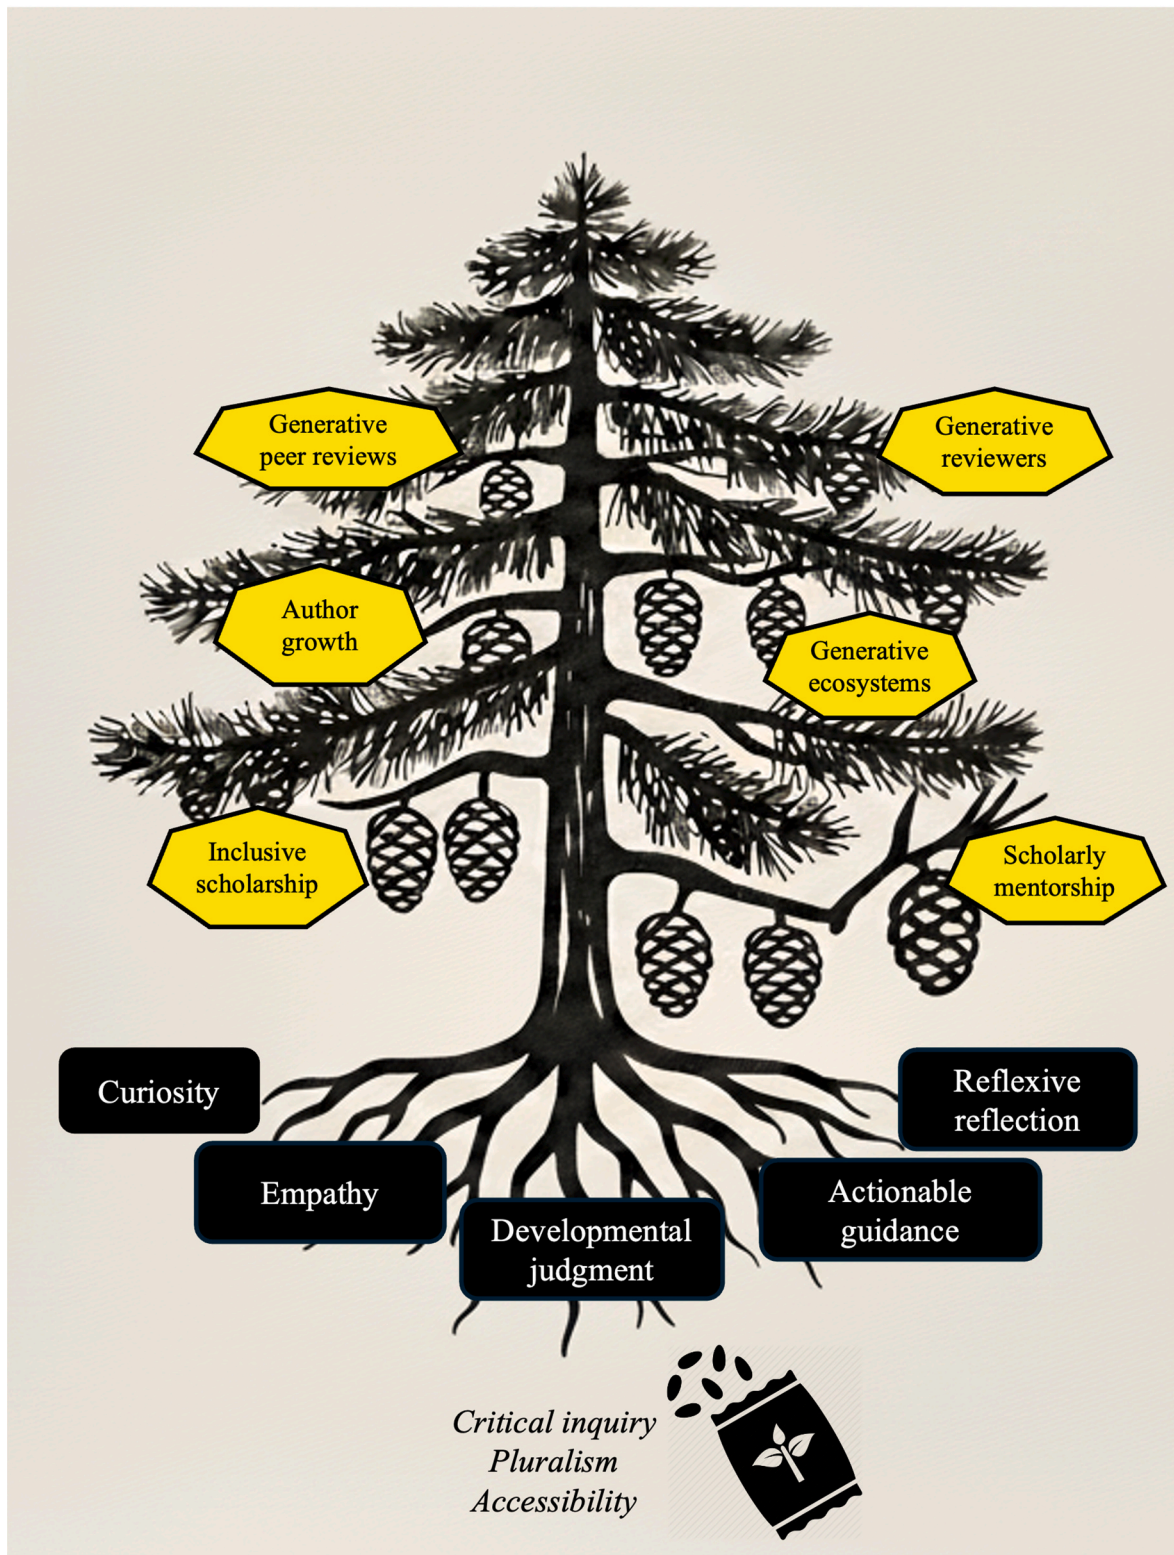 Generative
peer reviews
Generative
reviewers
Author
growth
Generative
ecosystems
Inclusive
scholarship
Scholarly
mentorship
Curiosity
Reflexive
reflection
Empathy
Actionable
guidance
Developmental
judgment
Critical inquiry
Pluralism
Accessibility